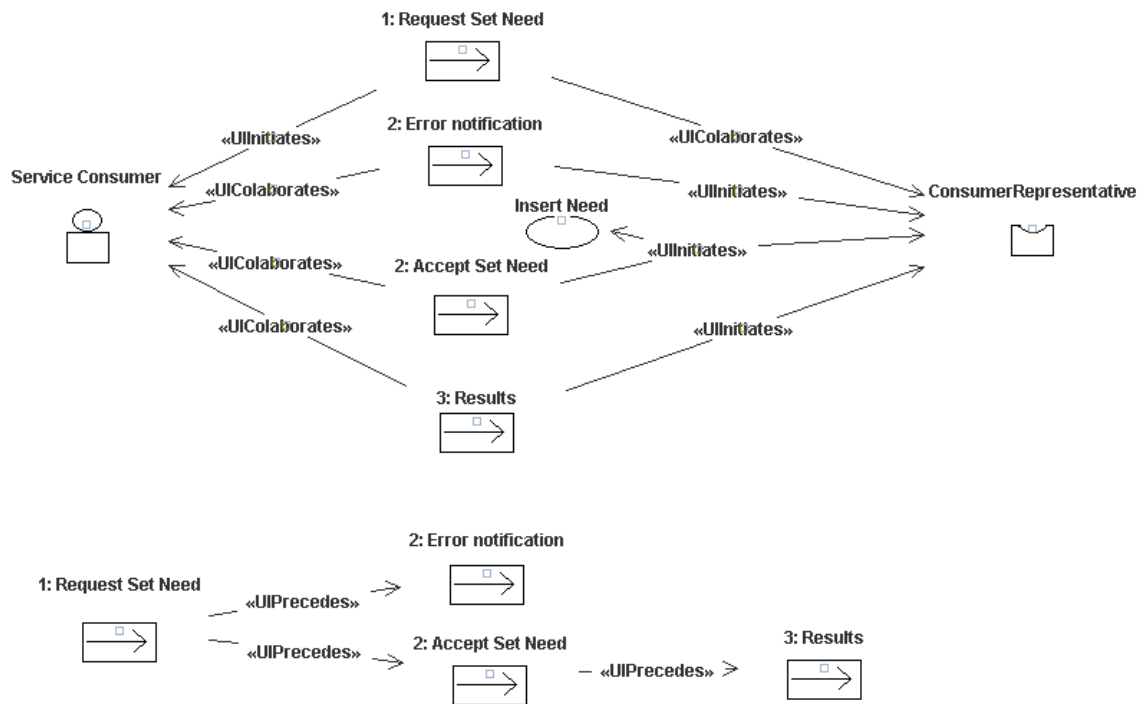 1: Request Set Need
2: Error notification
«UIInitiates»
«UIColaborates»
Service Consumer
«UIColaborates»
«UIInitiates»
ConsumerRepresentative
Insert Need
«UIInitiates»
«UIColaborates»
2: Accept Set Need
«UIColaborates»
«UIInitiates»
3: Results
2: Error notification
1: Request Set Need
«UIPrecedes»
2: Accept Set Need
3: Results
«UIPrecedes»
«UIPrecedes»